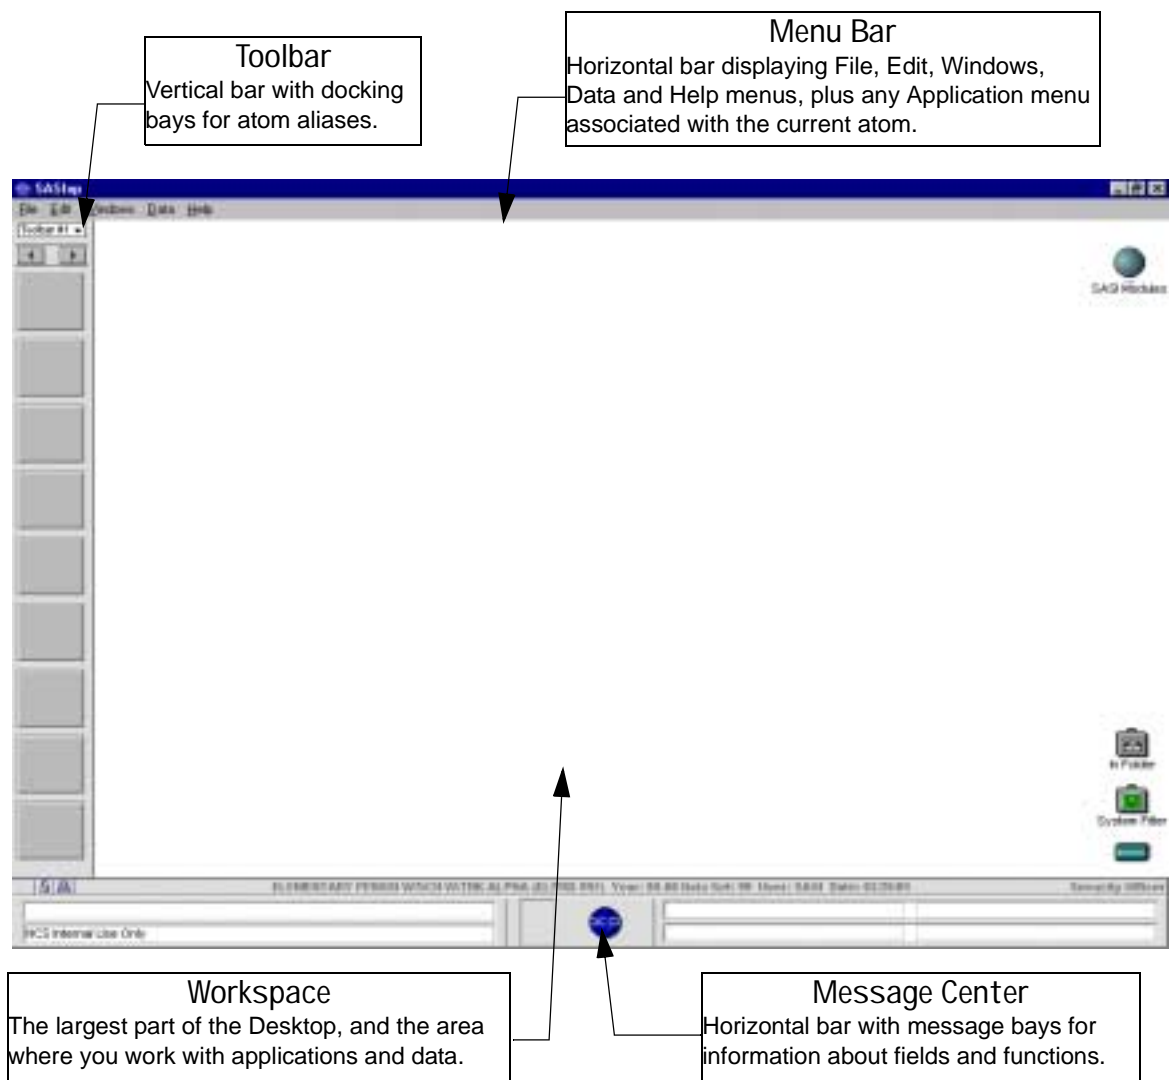 Toolbar
Vertical bar with docking
bays for atom aliases.
Menu Bar
Horizontal bar displaying File, Edit, Windows,
Data and Help menus, plus any Application menu
associated with the current atom.
SASIxp
File Edit Windows Data Help
Toolbar #1
SASI Modules
In Folder
System Filter
Security Officer
NCS Internal Use Only
Workspace
The largest part of the Desktop, and the area
where you work with applications and data.
Message Center
Horizontal bar with message bays for
information about fields and functions.